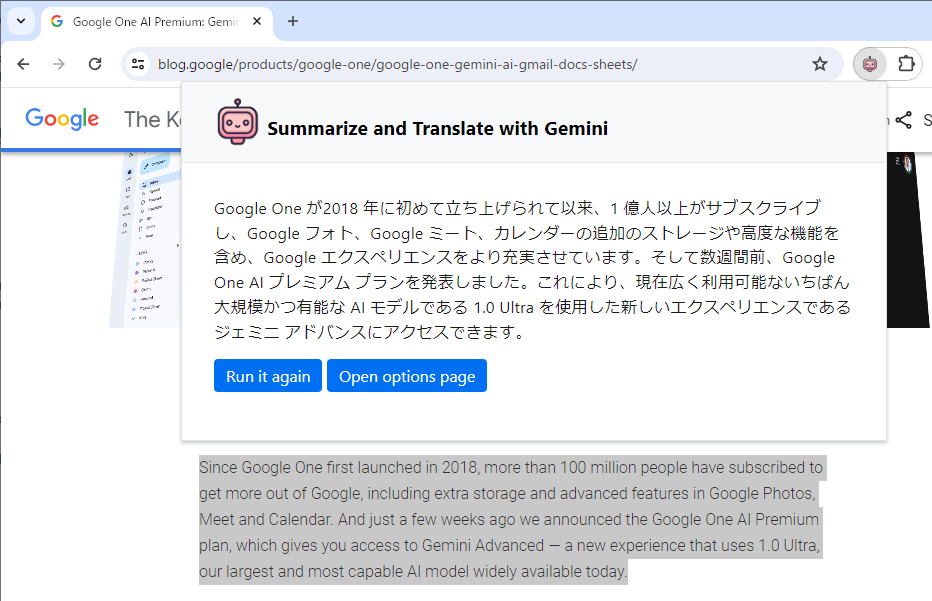 Google One AI Premium: Gemi
blog.google/products/google-one/google-one-gemini-ai-gmail-docs-sheets/
Google The K
S
Summarize and Translate with Gemini
Google One が2018 年に初めて立ち上げられて以来、1 億人以上がサブスクライブ
し、Google フォト、Google ミート、カレンダーの追加のストレージや高度な機能を
含め、Google エクスペリエンスをより充実させています。そして数週間前、Google
One AI プレミアム プランを発表しました。これにより、現在広く利用可能ないちばん
大規模かつ有能な AI モデルである 1.0 Ultra を使用した新しいエクスペリエンスである
ジェミニ アドバンスにアクセスできます。
Run it again Open options page
Since Google One first launched in 2018, more than 100 million people have subscribed to
get more out of Google, including extra storage and advanced features in Google Photos,
Meet and Calendar. And just a few weeks ago we announced the Google One AI Premium
plan, which gives you access to Gemini Advanced — a new experience that uses 1.0 Ultra,
our largest and most capable AI model widely available today.